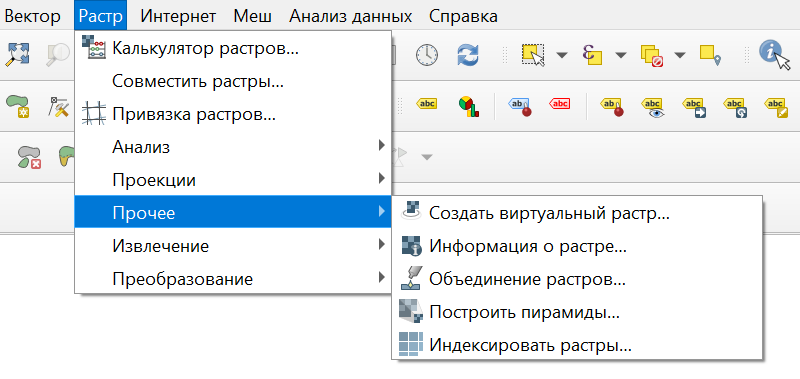 Вектор Растр Интернет Меш Анализ данных Справка
Калькулятор растров...
Совместить растры...
Привязка растров...
Анализ
Проекции
Прочее
Извлечение
Преобразование
Создать виртуальный растр...
Информация о растре...
Объединение растров...
Построить пирамиды...
Индексировать растры...
abc abc abc abc abc abc abc abc